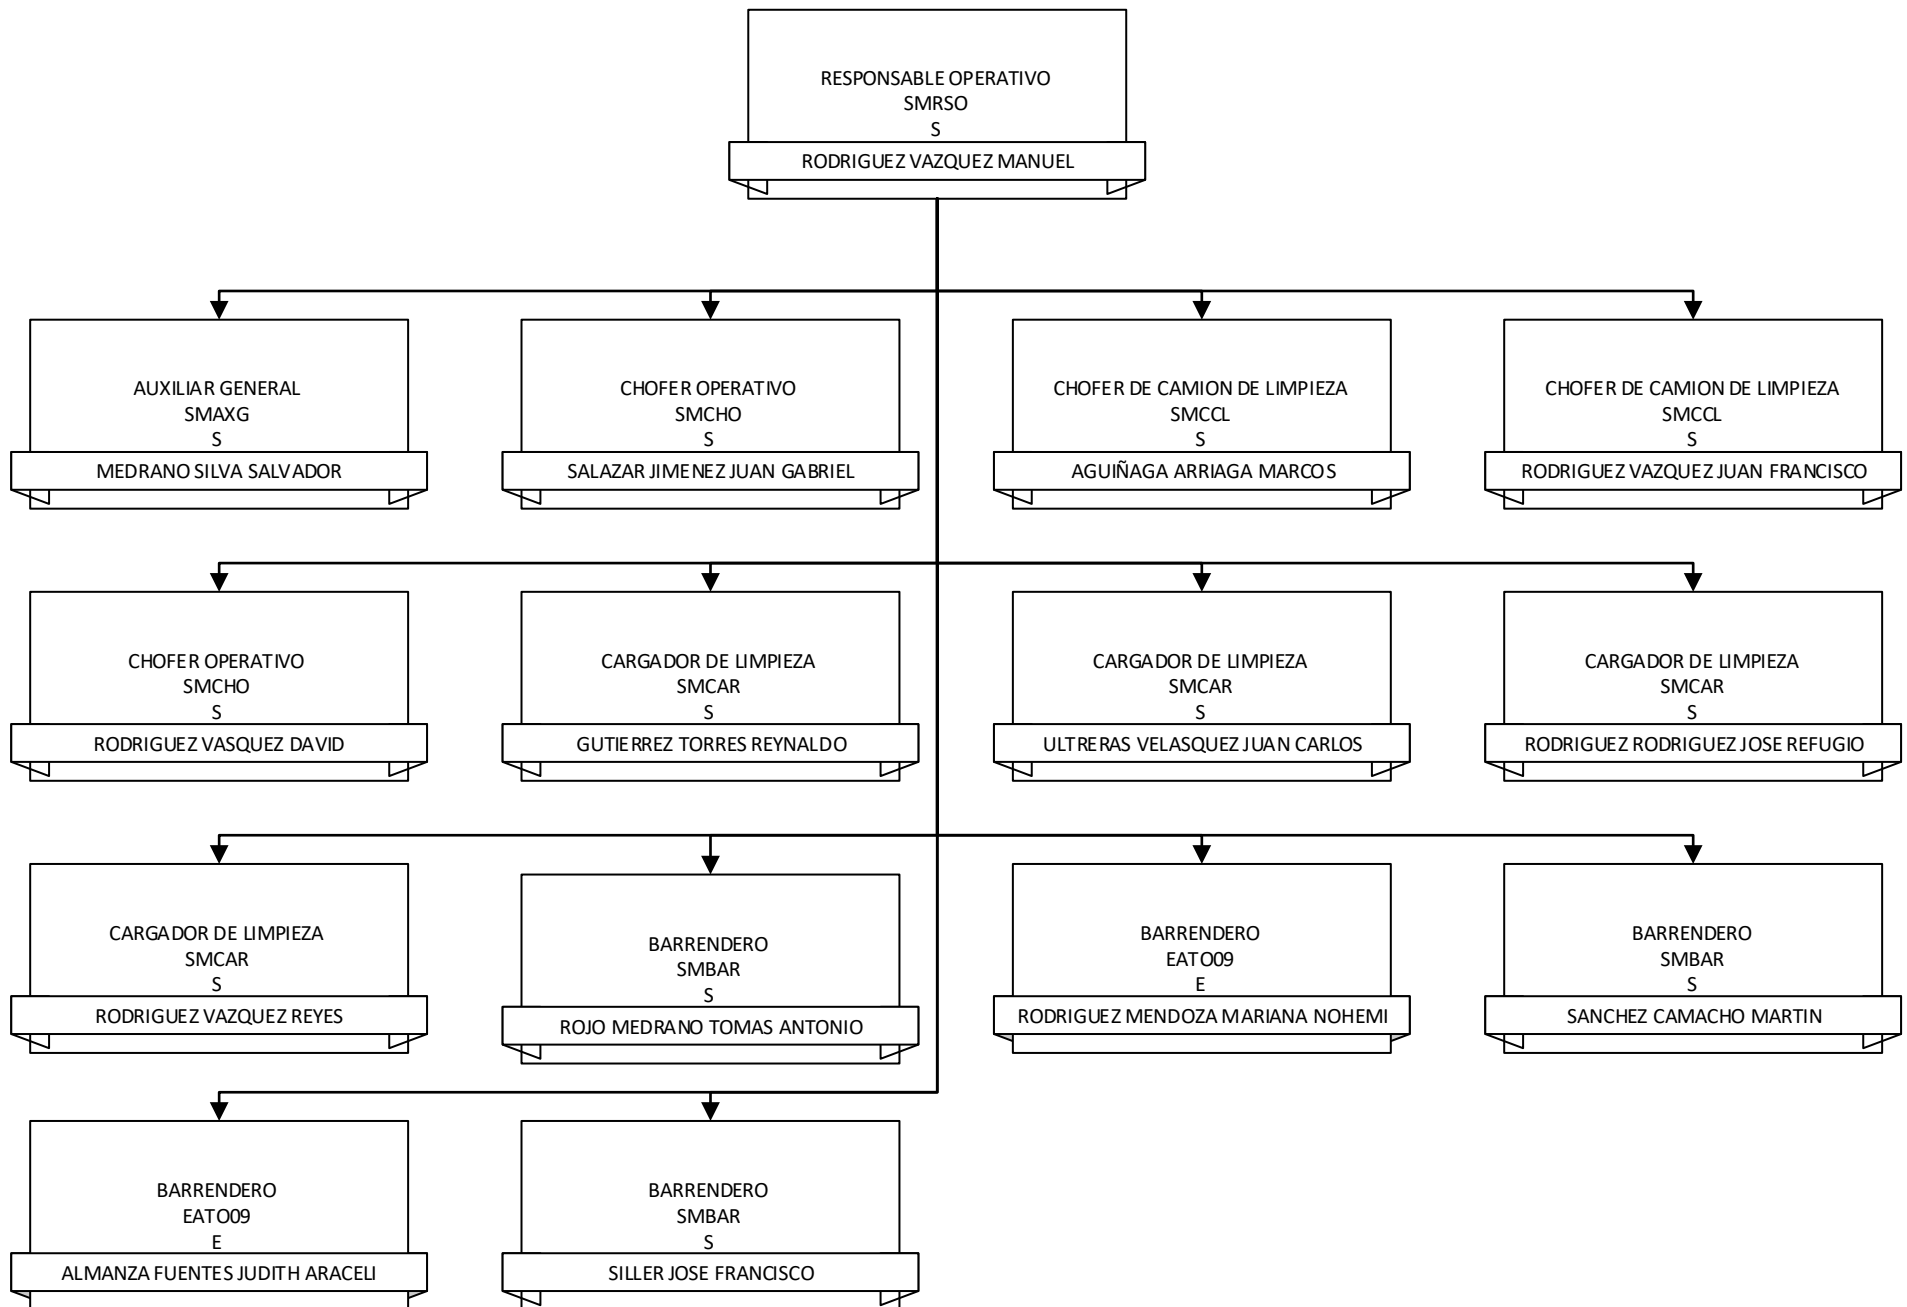 RESPONSABLE OPERATIVO
SMRSO
S
RODRIGUEZ VAZQUEZ MANUEL
AUXILIAR GENERAL
SMAXG
S
MEDRANO SILVA SALVADOR
CHOFER OPERATIVO
SMCHO
S
SALAZAR JIMENEZ JUAN GABRIEL
CHOFER DE CAMION DE LIMPIEZA
SMCCL
S
AGUIÑAGA ARRIAGA MARCOS
CHOFER DE CAMION DE LIMPIEZA
SMCCL
S
RODRIGUEZ VAZQUEZ JUAN FRANCISCO
CHOFER OPERATIVO
SMCHO
S
RODRIGUEZ VASQUEZ DAVID
CARGADOR DE LIMPIEZA
SMCAR
S
GUTIERREZ TORRES REYNALDO
CARGADOR DE LIMPIEZA
SMCAR
S
ULTRERAS VELASQUEZ JUAN CARLOS
CARGADOR DE LIMPIEZA
SMCAR
S
RODRIGUEZ RODRIGUEZ JOSE REFUGIO
CARGADOR DE LIMPIEZA
SMCAR
S
RODRIGUEZ VAZQUEZ REYES
BARRENDERO
SMBAR
S
ROJO MEDRANO TOMAS ANTONIO
BARRENDERO
EATO09
E
RODRIGUEZ MENDOZA MARIANA NOHEMI
BARRENDERO
SMBAR
S
SANCHEZ CAMACHO MARTIN
BARRENDERO
EATO09
E
ALMANZA FUENTES JUDITH ARACELI
BARRENDERO
SMBAR
S
SILLER JOSE FRANCISCO